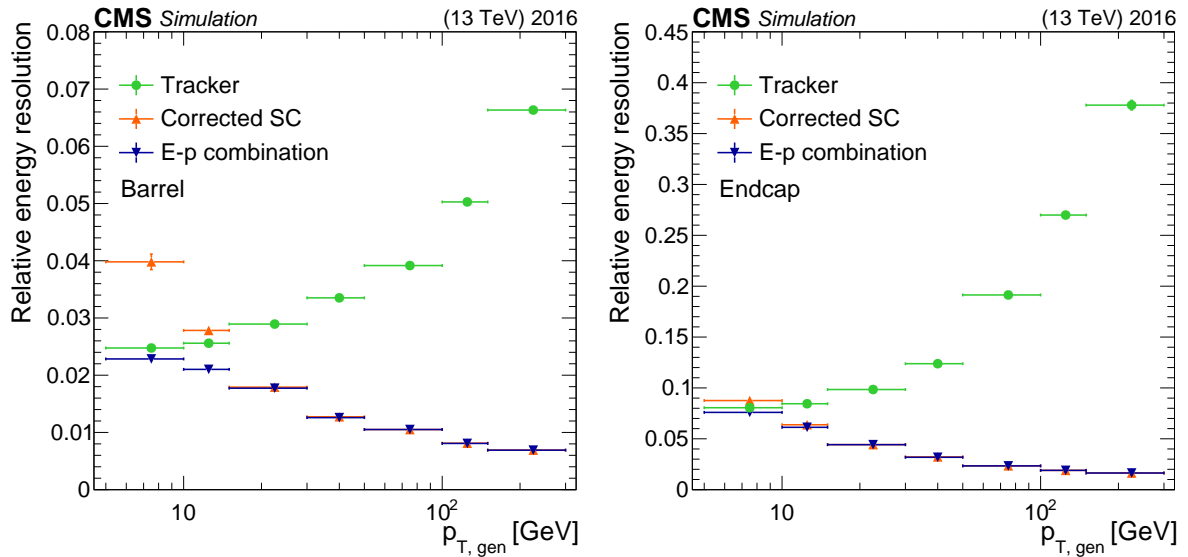 CMS Simulation (13 TeV) 2016
Relative energy resolution
0.08
0.07
0.06
0.05
0.04
0.03
0.02
0.01
0
Tracker
Corrected SC
E-p combination
Barrel
10
10²
p_T, gen [GeV]
CMS Simulation (13 TeV) 2016
Relative energy resolution
0.45
0.4
0.35
0.3
0.25
0.2
0.15
0.1
0.05
0
Tracker
Corrected SC
E-p combination
Endcap
10
10²
p_T, gen [GeV]